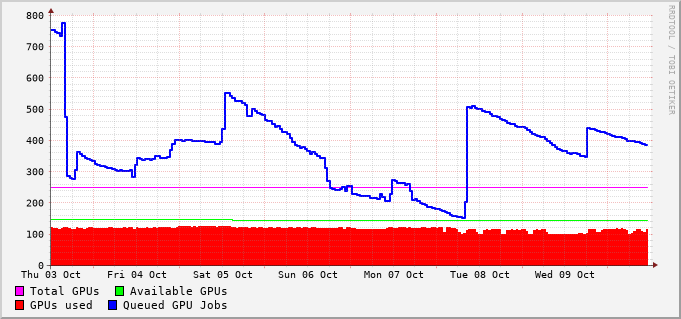 800
700
600
500
400
300
200
100
0
Thu 03 Oct Fri 04 Oct Sat 05 Oct Sun 06 Oct Mon 07 Oct Tue 08 Oct Wed 09 Oct
Total GPUs Available GPUs
GPUs used Queued GPU Jobs
RRDTOOL / TOBI OETIKER